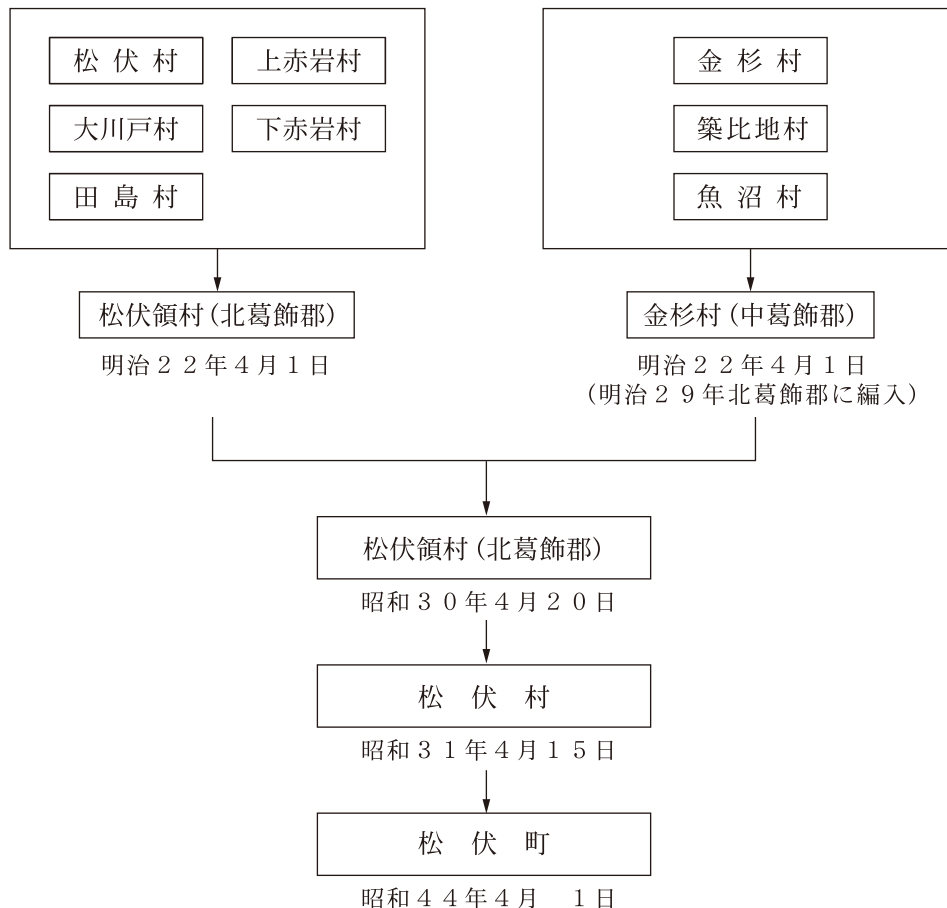 松伏村
上赤岩村
大川戸村
下赤岩村
田島村
金杉村
築比地村
魚沼村
松伏領村(北葛飾郡)
明治22年4月1日
金杉村(中葛飾郡)
明治22年4月1日
(明治29年北葛飾郡に編入)
松伏領村(北葛飾郡)
昭和30年4月20日
松伏村
昭和31年4月15日
松伏町
昭和44年4月 1日